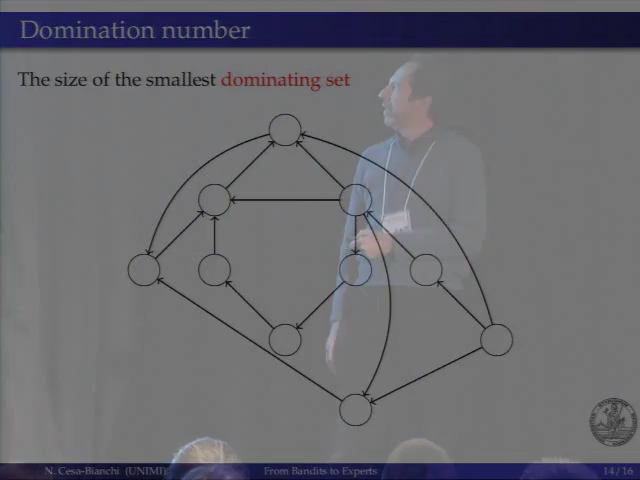 Domination number
The size of the smallest dominating set
N. Cesa-Bianchi (UNIMI)
From Bandits to Experts
14 / 16